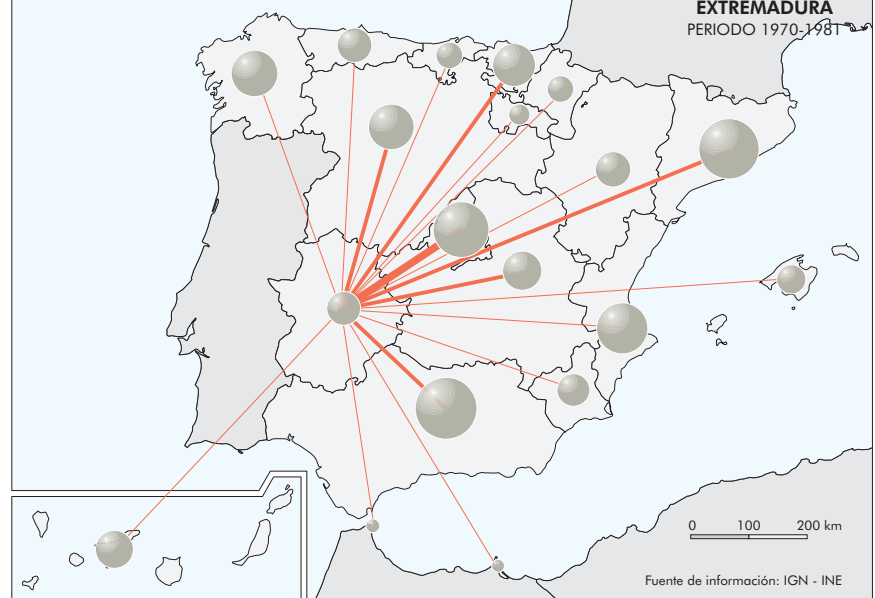 EXTREMADURA
PERIODO 1970-1981
0 100 200 km
Fuente de información: IGN - INE